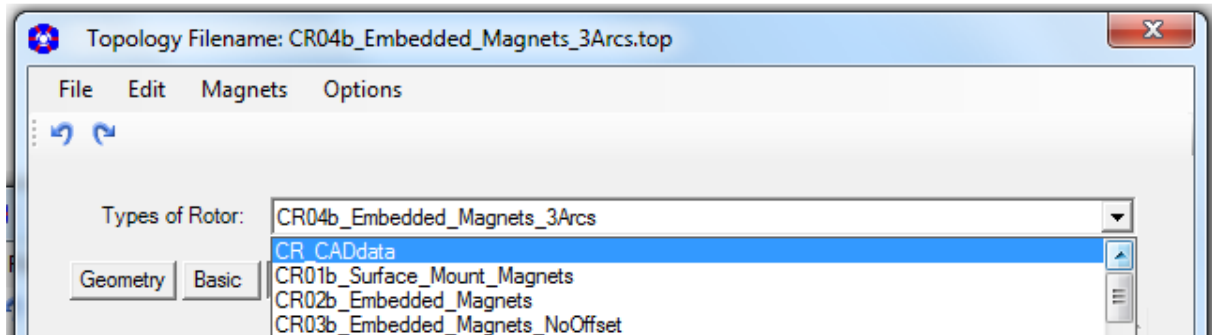 Topology Filename: CR04b_Embedded_Magnets_3Arcs.top
File Edit Magnets Options
Types of Rotor: CR04b_Embedded_Magnets_3Arcs
CR_CADdata
Geometry Basic CR01b_Surface_Mount_Magnets
CR02b_Embedded_Magnets
CR03b_Embedded_Magnets_NoOffset